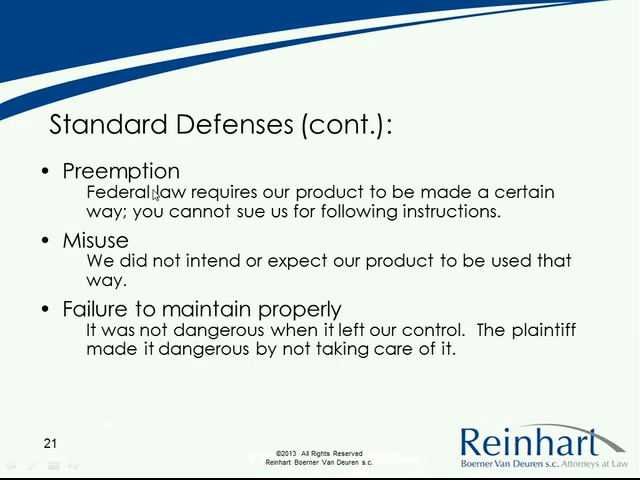 Standard Defenses (cont.):
• Preemption
Federal law requires our product to be made a certain
way; you cannot sue us for following instructions.
• Misuse
We did not intend or expect our product to be used that
way.
• Failure to maintain properly
It was not dangerous when it left our control.  The plaintiff
made it dangerous by not taking care of it.
21
©2013  All Rights Reserved
Reinhart Boerner Van Deuren s.c.
Reinhart
Boerner Van Deuren s.c. Attorneys at Law